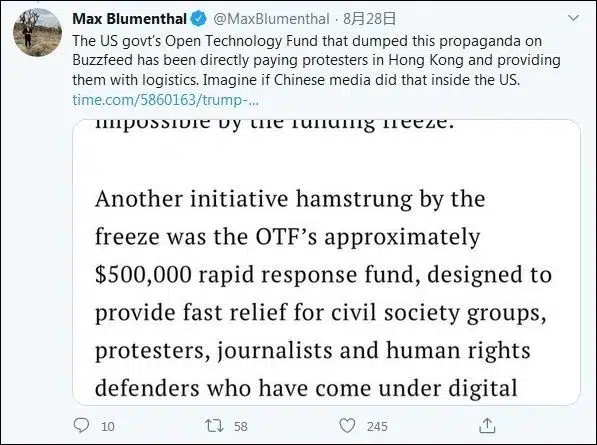 Max Blumenthal @MaxBlumenthal · 8月28日
The US govt's Open Technology Fund that dumped this propaganda on
Buzzfeed has been directly paying protesters in Hong Kong and providing
them with logistics. Imagine if Chinese media did that inside the US.
time.com/5860163/trump-...
impossible by the funding freeze.
Another initiative hamstrung by the
freeze was the OTF's approximately
$500,000 rapid response fund, designed to
provide fast relief for civil society groups,
protesters, journalists and human rights
defenders who have come under digital
10 58 245